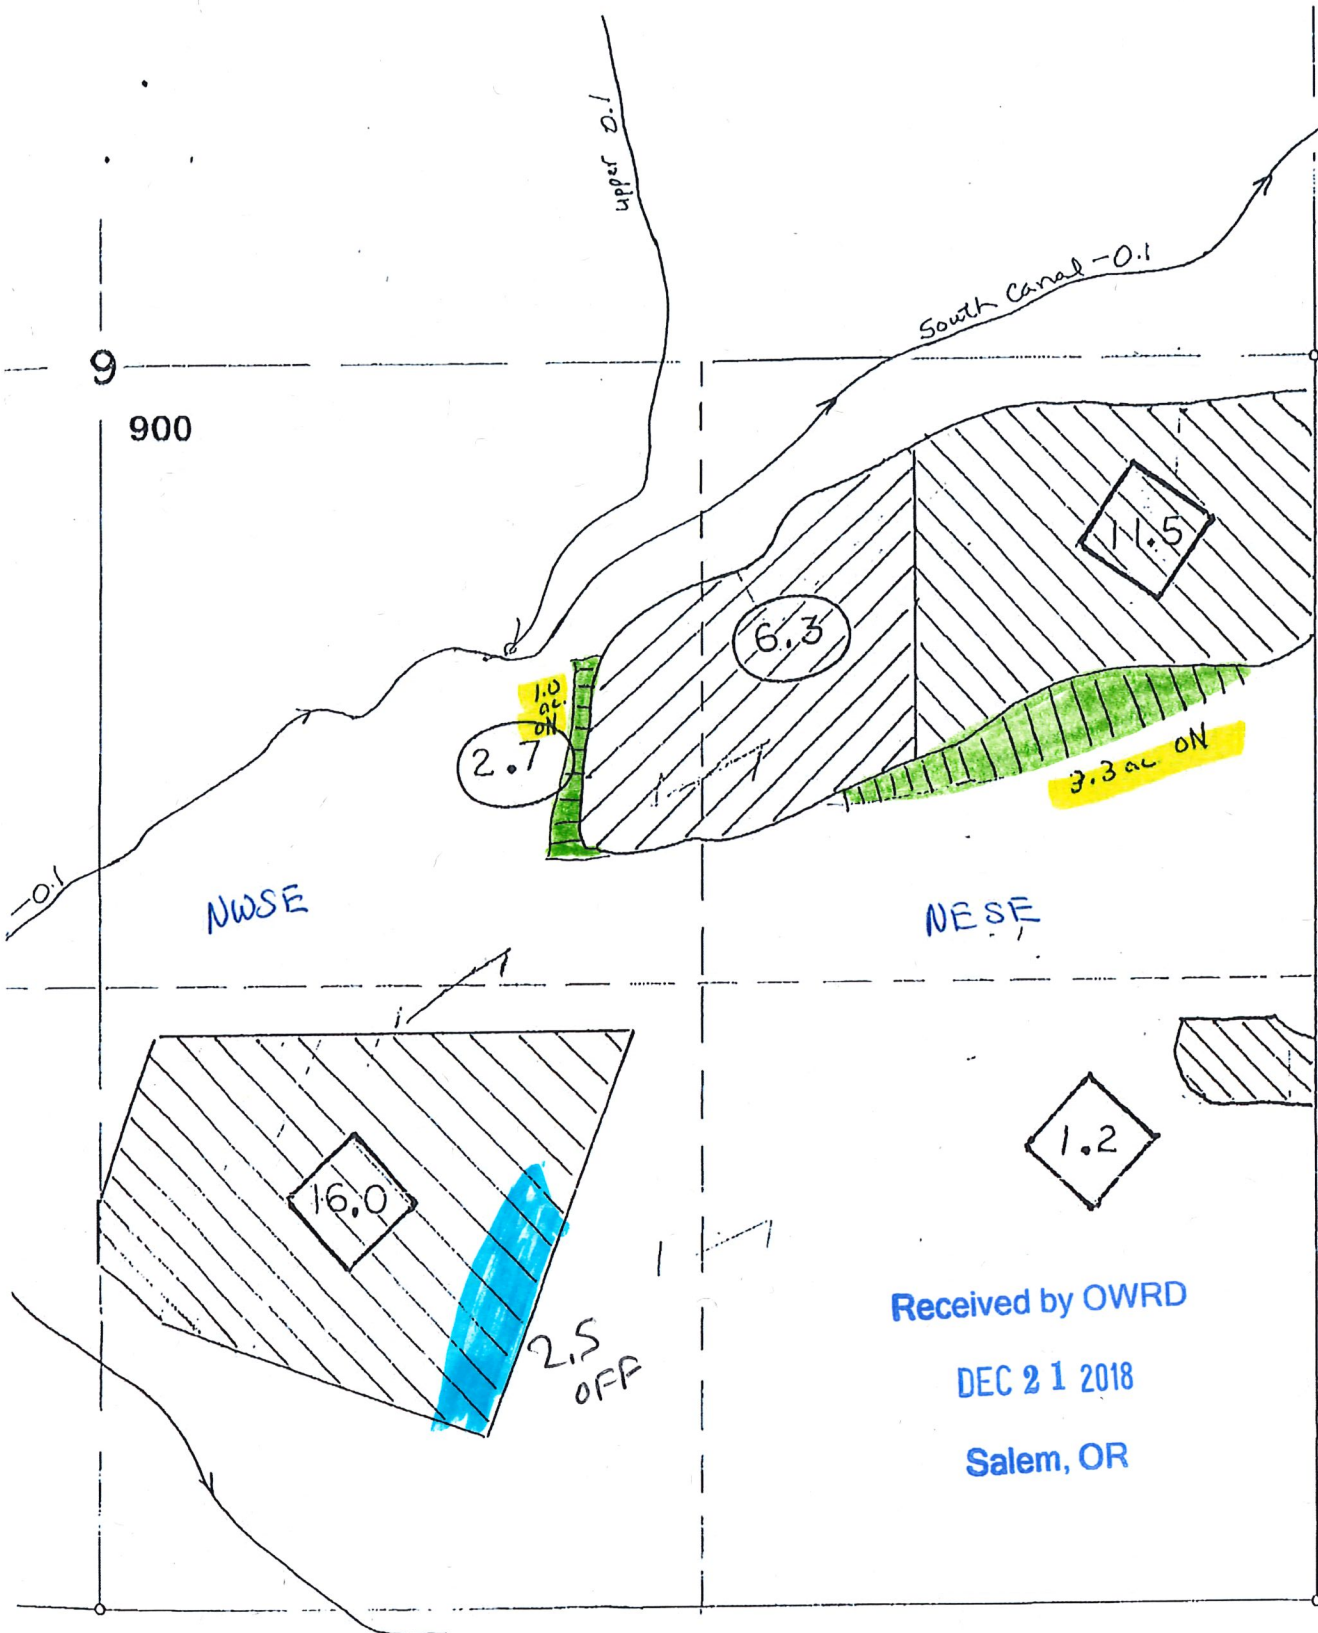 upper 0.1
South Canal -0.1
9
900
11.5
6.3
1.0
ac.
ON
2.7
3.3 ac ON
-0.1
NWSE
NESE
16.0
1.2
2.5
OFF
Received by OWRD
DEC 21 2018
Salem, OR